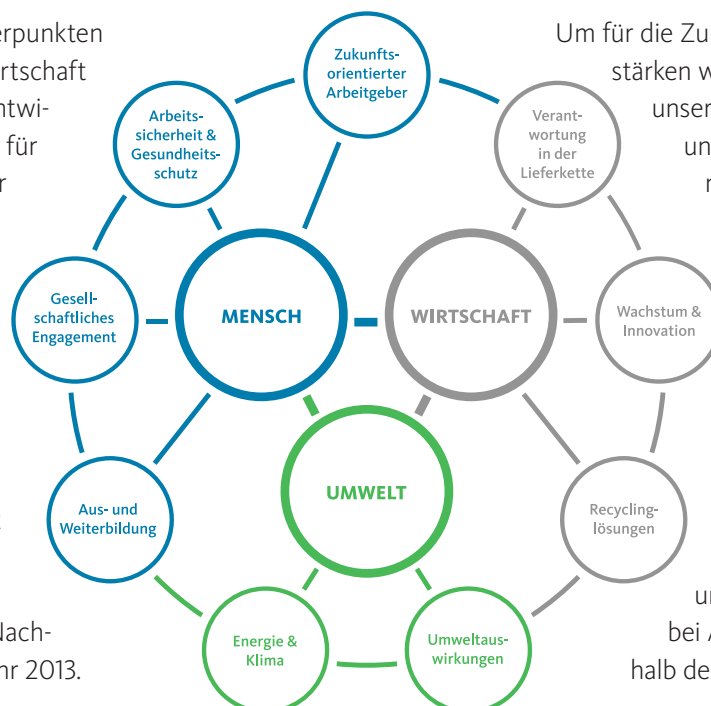 erpunkten
rtschaft
ntwi-
für
r
Nach-
hr 2013.
Zukunfts-
orientierter
Arbeitgeber
Arbeits-
sicherheit &
Gesundheits-
schutz
Verant-
wortung
in der
Lieferkette
Gesell-
schaftliches
Engagement
MENSCH
WIRTSCHAFT
Wachstum &
Innovation
UMWELT
Aus- und
Weiterbildung
Recycling-
lösungen
Energie &
Klima
Umweltaus-
wirkungen
Um für die Zu
stärken w
unser
un
bei A
halb de